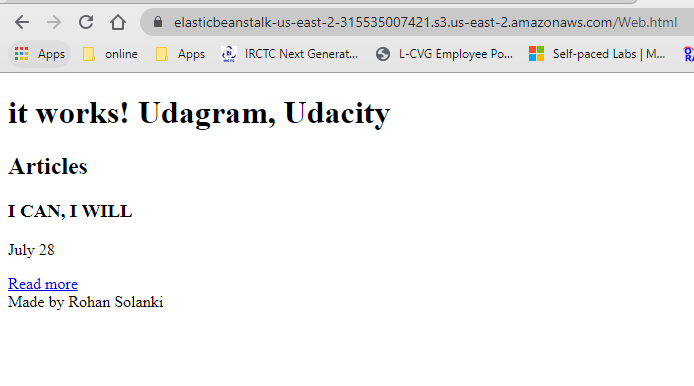 elasticbeanstalk-us-east-2-315535007421.s3.us-east-2.amazonaws.com/Web.html
Apps online Apps IRCTC Next Generat... L-CVG Employee Po... Self-paced Labs | M...
it works! Udagram, Udacity
Articles
I CAN, I WILL
July 28
Read more
Made by Rohan Solanki